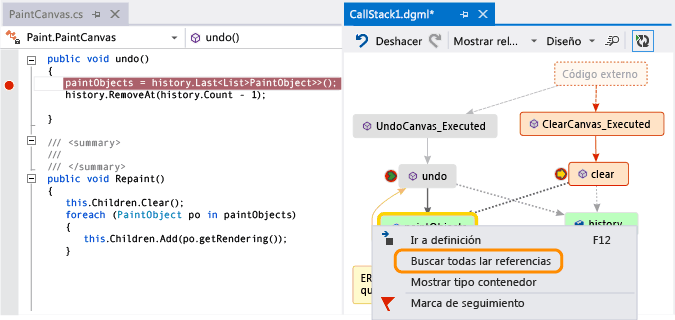 PaintCanvas.cs
Paint.PaintCanvas
undo()
public void undo()
{
paintObjects = history.Last<List>PaintObject>>();
history.RemoveAt(history.Count - 1);
}
/// <summary>
///
/// </summary>
public void Repaint()
{
this.Children.Clear();
foreach (PaintObject po in paintObjects)
{
this.Children.Add(po.getRendering());
}
CallStack1.dgml*
Deshacer
Mostrar rel...
Diseño
Código externo
UndoCanvas_Executed
ClearCanvas_Executed
undo
clear
paintObjects
history
ER
qu
Ir a definición F12
Buscar todas lar referencias
Mostrar tipo contenedor
Marca de seguimiento